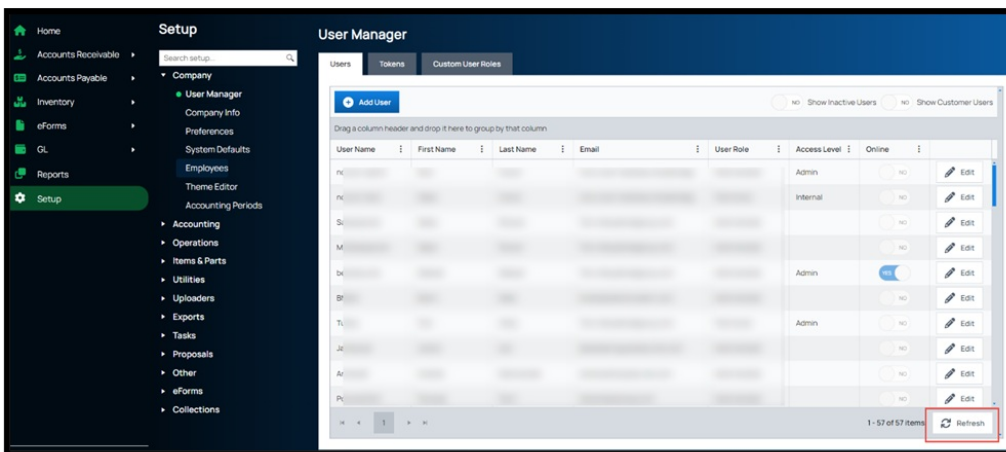 Home
Accounts Receivable
Accounts Payable
Inventory
eForms
GL
Reports
Setup
Setup
Search setup...
Company
User Manager
Company Info
Preferences
System Defaults
Employees
Theme Editor
Accounting Periods
Accounting
Operations
Items & Parts
Utilities
Uploaders
Exports
Tasks
Proposals
Other
eForms
Collections
User Manager
Users Tokens Custom User Roles
Add User NO Show Inactive Users NO Show Customer Users
Drag a column header and drop it here to group by that column
User Name First Name Last Name Email User Role Access Level Online
Admin NO Edit
Internal NO Edit
NO Edit
NO Edit
Admin YES Edit
NO Edit
Admin NO Edit
NO Edit
NO Edit
NO Edit
1 1 - 57 of 57 items Refresh